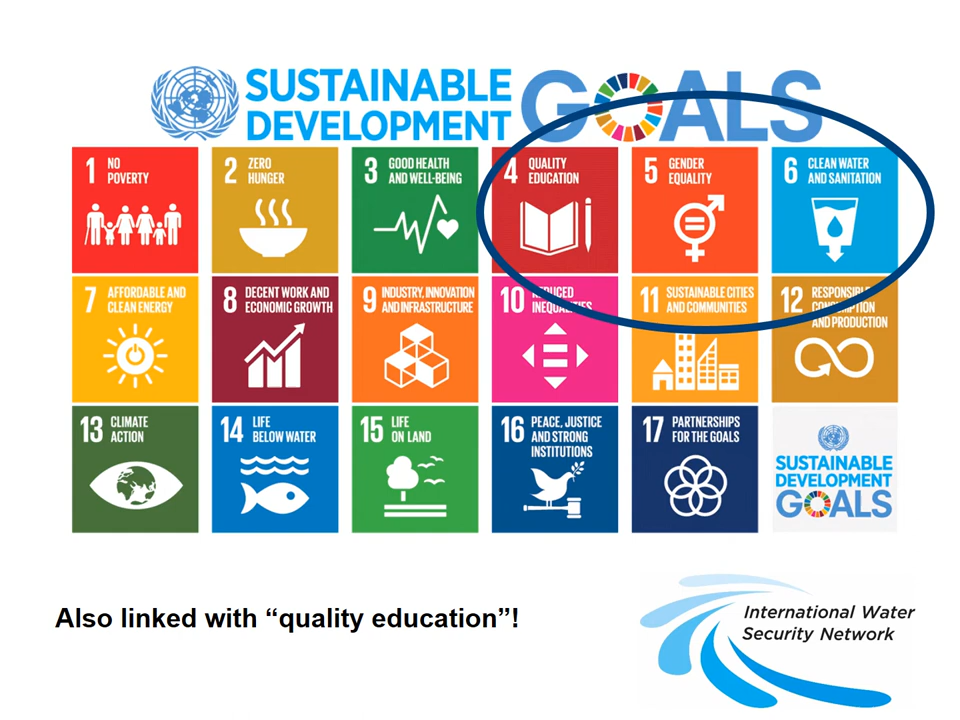 SUSTAINABLE
DEVELOPMENT
GOALS
1 NO
POVERTY
2 ZERO
HUNGER
3 GOOD HEALTH
AND WELL-BEING
4 QUALITY
EDUCATION
5 GENDER
EQUALITY
6 CLEAN WATER
AND SANITATION
7 AFFORDABLE AND
CLEAN ENERGY
8 DECENT WORK AND
ECONOMIC GROWTH
9 INDUSTRY, INNOVATION
AND INFRASTRUCTURE
10 REDUCED
INEQUALITIES
11 SUSTAINABLE CITIES
AND COMMUNITIES
12 RESPONSIBLE
CONSUMPTION
AND PRODUCTION
13 CLIMATE
ACTION
14 LIFE
BELOW WATER
15 LIFE
ON LAND
16 PEACE, JUSTICE
AND STRONG
INSTITUTIONS
17 PARTNERSHIPS
FOR THE GOALS
SUSTAINABLE
DEVELOPMENT
GOALS
Also linked with “quality education”!
International Water
Security Network